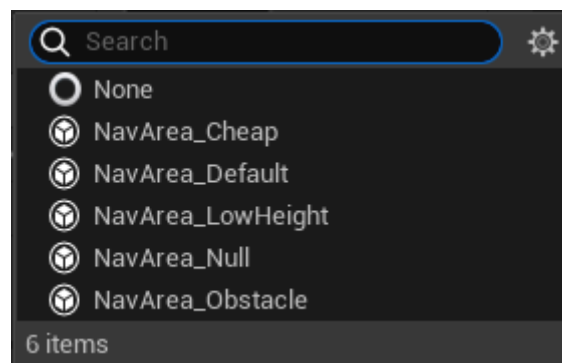 Search
None
NavArea_Cheap
NavArea_Default
NavArea_LowHeight
NavArea_Null
NavArea_Obstacle
6 items